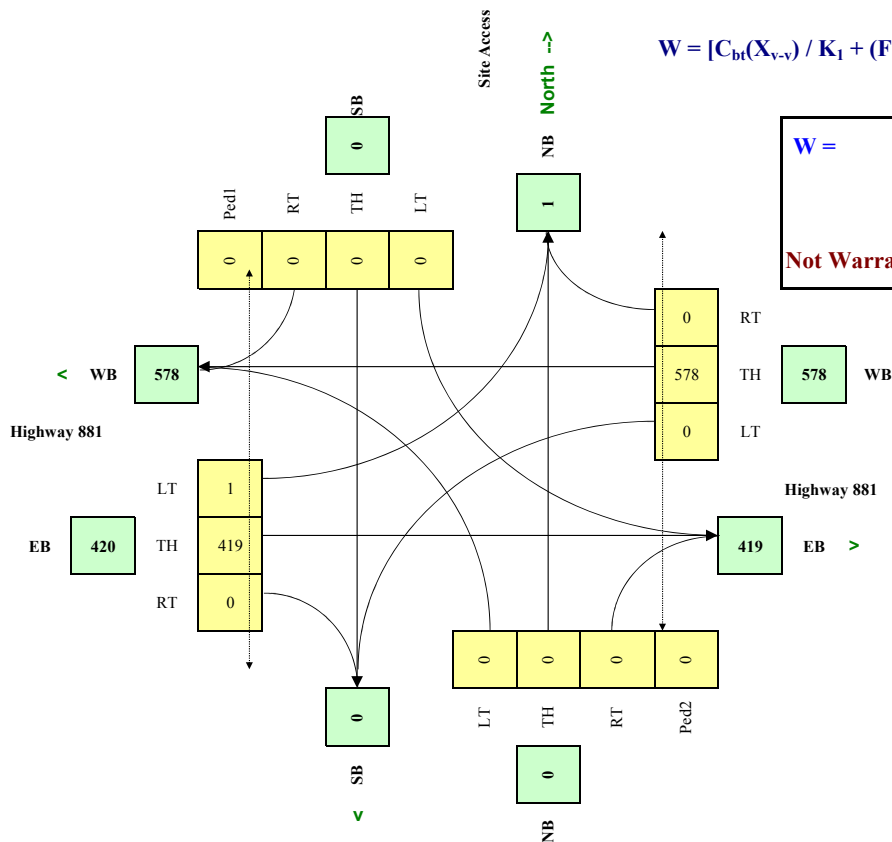 Site Access
North -->
W = [C_bt(X_v-v) / K_1 + (F
SB
0
NB
1
W =
Not Warra
Ped1
RT
TH
LT
0
0
0
0
0
RT
< WB
578
578
TH
578
WB
0
LT
Highway 881
LT
1
Highway 881
EB
420
TH
419
419
EB >
RT
0
0
0
0
0
0
LT
TH
RT
Ped2
SB
0
v
NB